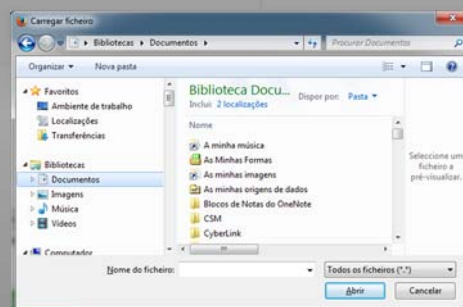 Carregar ficheiro
Bibliotecas ▸ Documentos ▸
Procurar Documentos
Organizar ▾ Nova pasta
Favoritos
Ambiente de trabalho
Localizações
Transferências
Bibliotecas
Documentos
Imagens
Música
Vídeos
Computador
Biblioteca Docu...
Inclui: 2 localizações
Dispor por: Pasta ▾
Nome
A minha música
As Minhas Formas
As minhas imagens
As minhas origens de dados
Blocos de Notas do OneNote
CSM
CyberLink
Seleccione um
ficheiro a
pré-visualizar.
Nome do ficheiro:
Todos os ficheiros (*.*)
Abrir
Cancelar